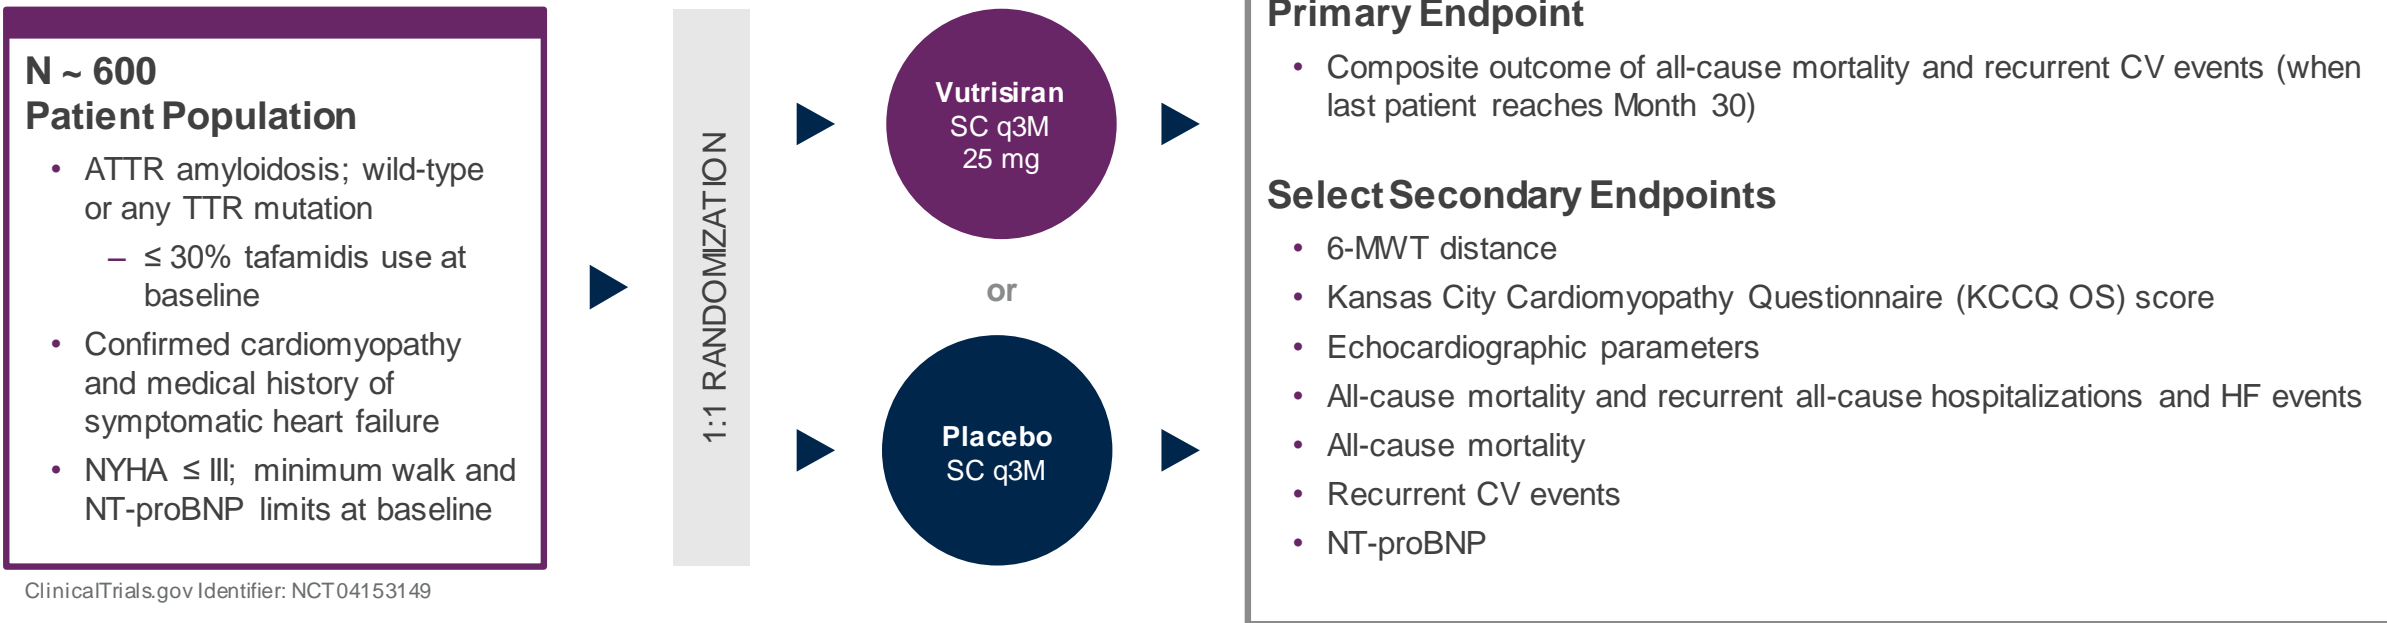 N ~ 600
Patient Population
• ATTR amyloidosis; wild-type
or any TTR mutation
– ≤ 30% tafamidis use at
baseline
• Confirmed cardiomyopathy
and medical history of
symptomatic heart failure
• NYHA ≤ III; minimum walk and
NT-proBNP limits at baseline
ClinicalTrials.gov Identifier: NCT04153149
1:1 RANDOMIZATION
Vutrisiran
SC q3M
25 mg
or
Placebo
SC q3M
Primary Endpoint
• Composite outcome of all-cause mortality and recurrent CV events (when
last patient reaches Month 30)
Select Secondary Endpoints
• 6-MWT distance
• Kansas City Cardiomyopathy Questionnaire (KCCQ OS) score
• Echocardiographic parameters
• All-cause mortality and recurrent all-cause hospitalizations and HF events
• All-cause mortality
• Recurrent CV events
• NT-proBNP